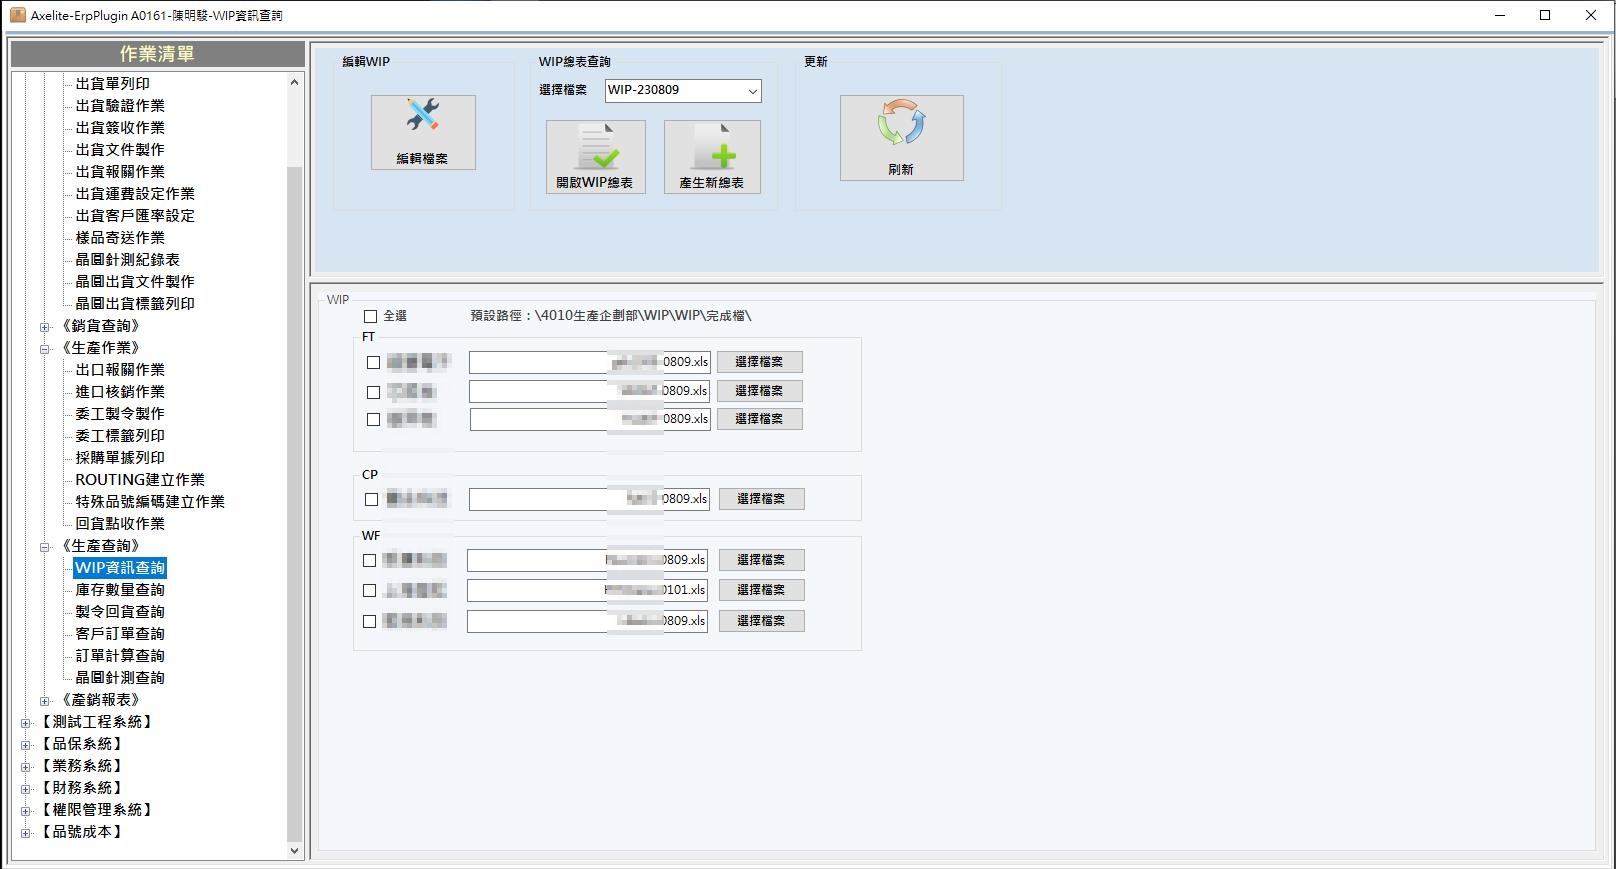 Axelite-ErpPlugin A0161-陳明駿-WIP資訊查詢
作業清單
出貨單列印
出貨驗證作業
出貨簽收作業
出貨文件製作
出貨報關作業
出貨運費設定作業
出貨客戶匯率設定
樣品寄送作業
晶圓針測紀錄表
晶圓出貨文件製作
晶圓出貨標籤列印
《銷貨查詢》
《生產作業》
出口報關作業
進口核銷作業
委工製令製作
委工標籤列印
採購單據列印
ROUTING建立作業
特殊品號編碼建立作業
回貨點收作業
《生產查詢》
WIP資訊查詢
庫存數量查詢
製令回貨查詢
客戶訂單查詢
訂單計算查詢
晶圓針測查詢
《產銷報表》
【測試工程系統】
【品保系統】
【業務系統】
【財務系統】
【權限管理系統】
【品號成本】
編輯WIP
編輯檔案
WIP總表查詢
選擇檔案 WIP-230809
開啟WIP總表 產生新總表
更新
刷新
WIP
全選 預設路徑：\4010生產企劃部\WIP\WIP\完成檔\
FT
0809.xls 選擇檔案
0809.xls 選擇檔案
0809.xls 選擇檔案
CP
0809.xls 選擇檔案
WF
0809.xls 選擇檔案
0101.xls 選擇檔案
0809.xls 選擇檔案